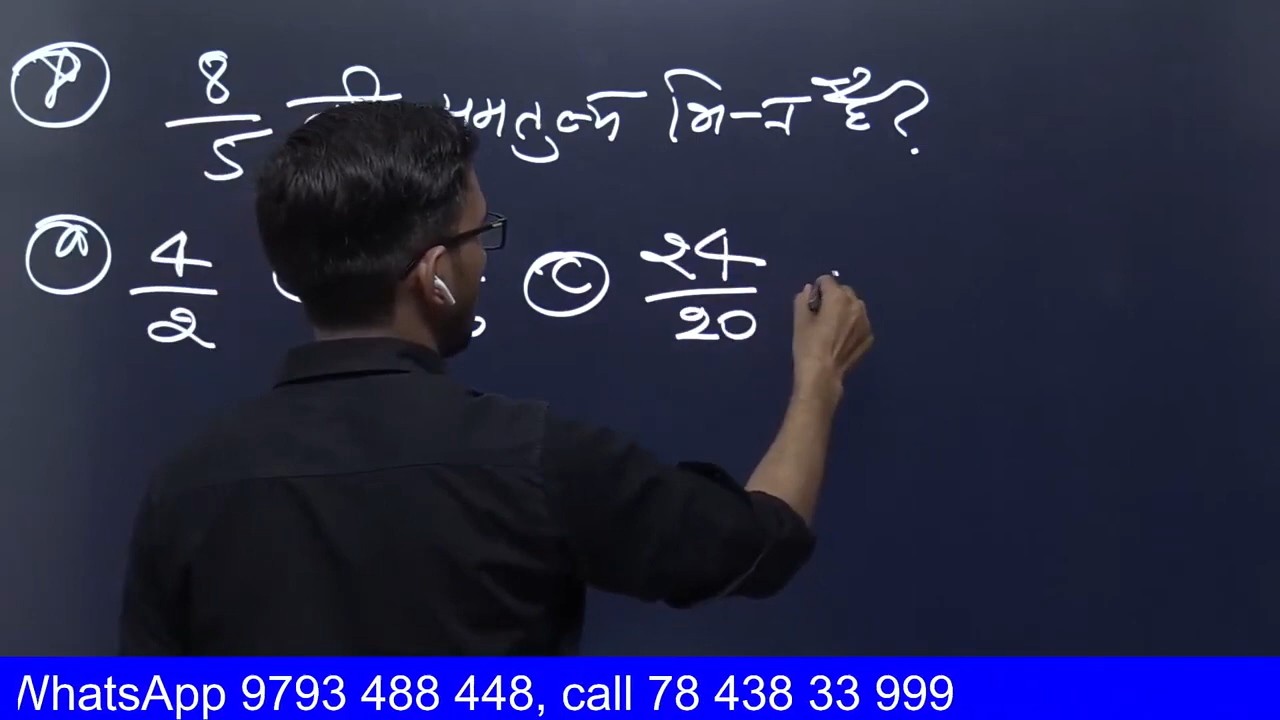 8/5 समतुल्य भिन्न है?
a 4/2 c 24/20
WhatsApp 9793 488 448, call 78 438 33 999